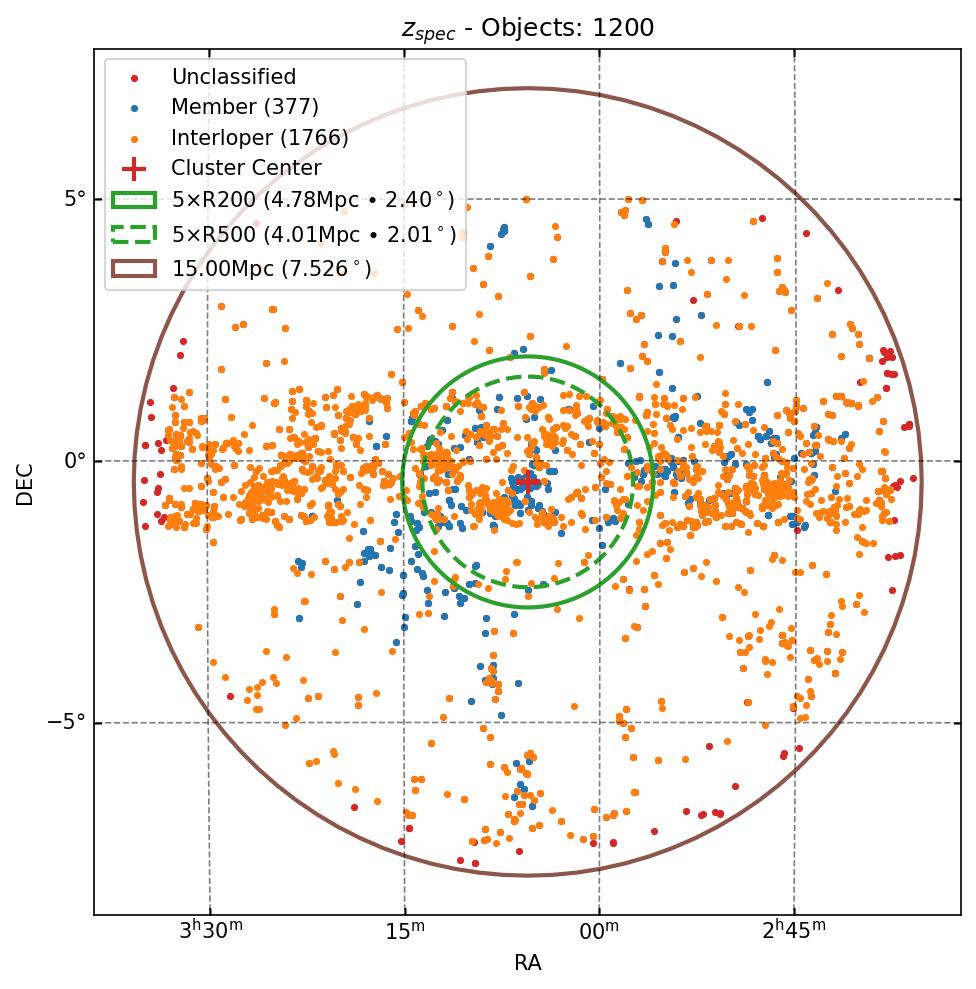 z_spec - Objects: 1200
Unclassified
Member (377)
Interloper (1766)
Cluster Center
5×R200 (4.78Mpc • 2.40°)
5×R500 (4.01Mpc • 2.01°)
15.00Mpc (7.526°)
5°
0°
−5°
DEC
3ʰ30ᵐ 15ᵐ 00ᵐ 2ʰ45ᵐ
RA